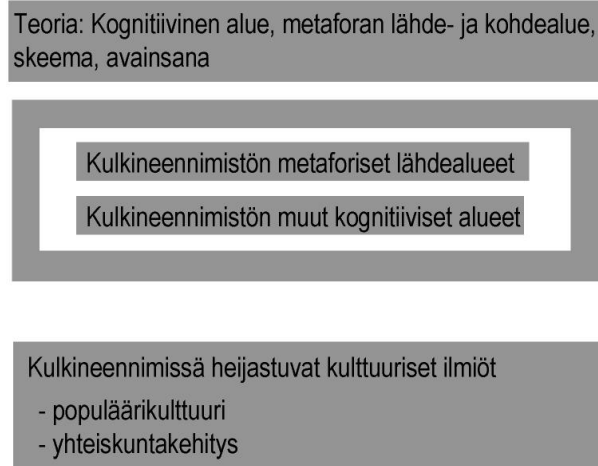 Teoria: Kognitiivinen alue, metaforan lähde- ja kohdealue,
skeema, avainsana
Kulkineennimistön metaforiset lähdealueet
Kulkineennimistön muut kognitiiviset alueet
Kulkineennimissä heijastuvat kulttuuriset ilmiöt
- populäärikulttuuri
- yhteiskuntakehitys